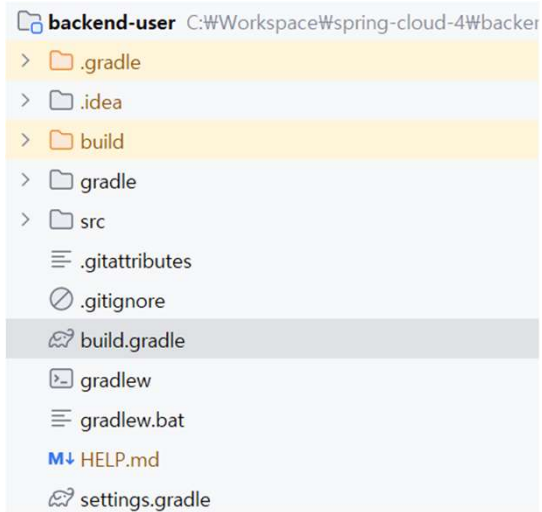 backend-user C:₩Workspace₩spring-cloud-4₩backer
.gradle
.idea
build
gradle
src
.gitattributes
.gitignore
build.gradle
gradlew
gradlew.bat
M↓ HELP.md
settings.gradle